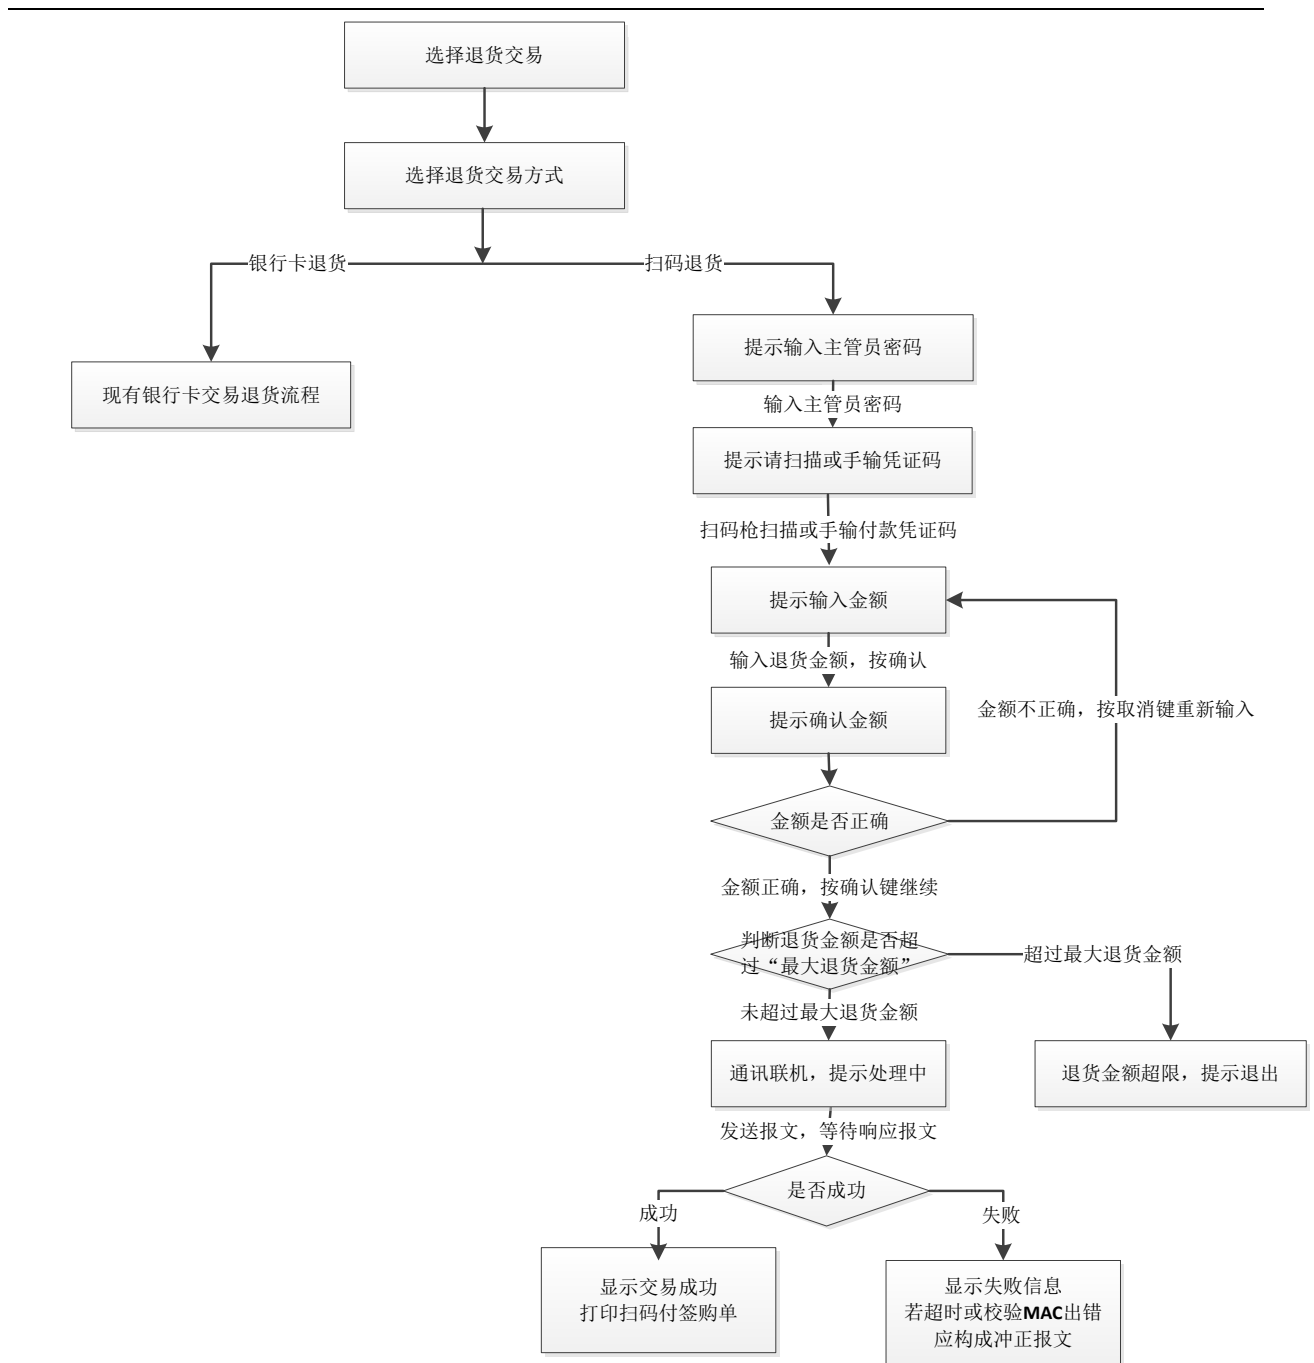 选择退货交易
选择退货交易方式
银行卡退货
扫码退货
提示输入主管员密码
现有银行卡交易退货流程
输入主管员密码
提示请扫描或手输凭证码
扫码枪扫描或手输付款凭证码
提示输入金额
输入退货金额，按确认
提示确认金额
金额不正确，按取消键重新输入
金额是否正确
金额正确，按确认键继续
判断退货金额是否超
过“最大退货金额”
超过最大退货金额
未超过最大退货金额
通讯联机，提示处理中
退货金额超限，提示退出
发送报文，等待响应报文
是否成功
成功
失败
显示交易成功
打印扫码付签购单
显示失败信息
若超时或校验MAC出错
应构成冲正报文